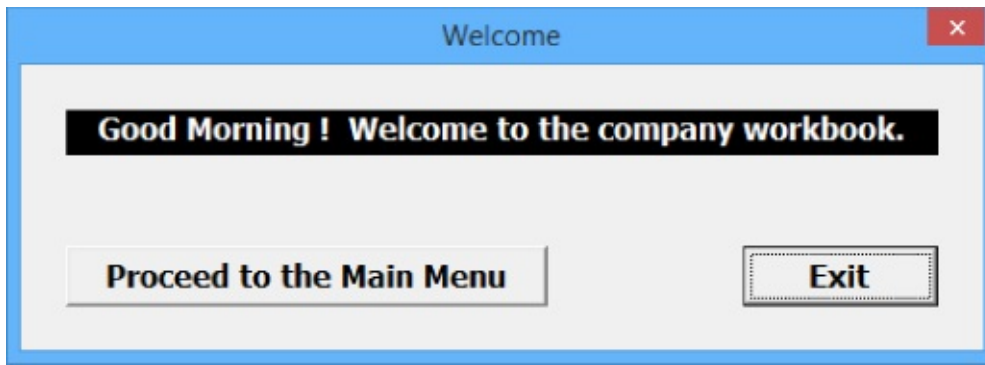 Welcome
Good Morning ! Welcome to the company workbook.
Proceed to the Main Menu
Exit